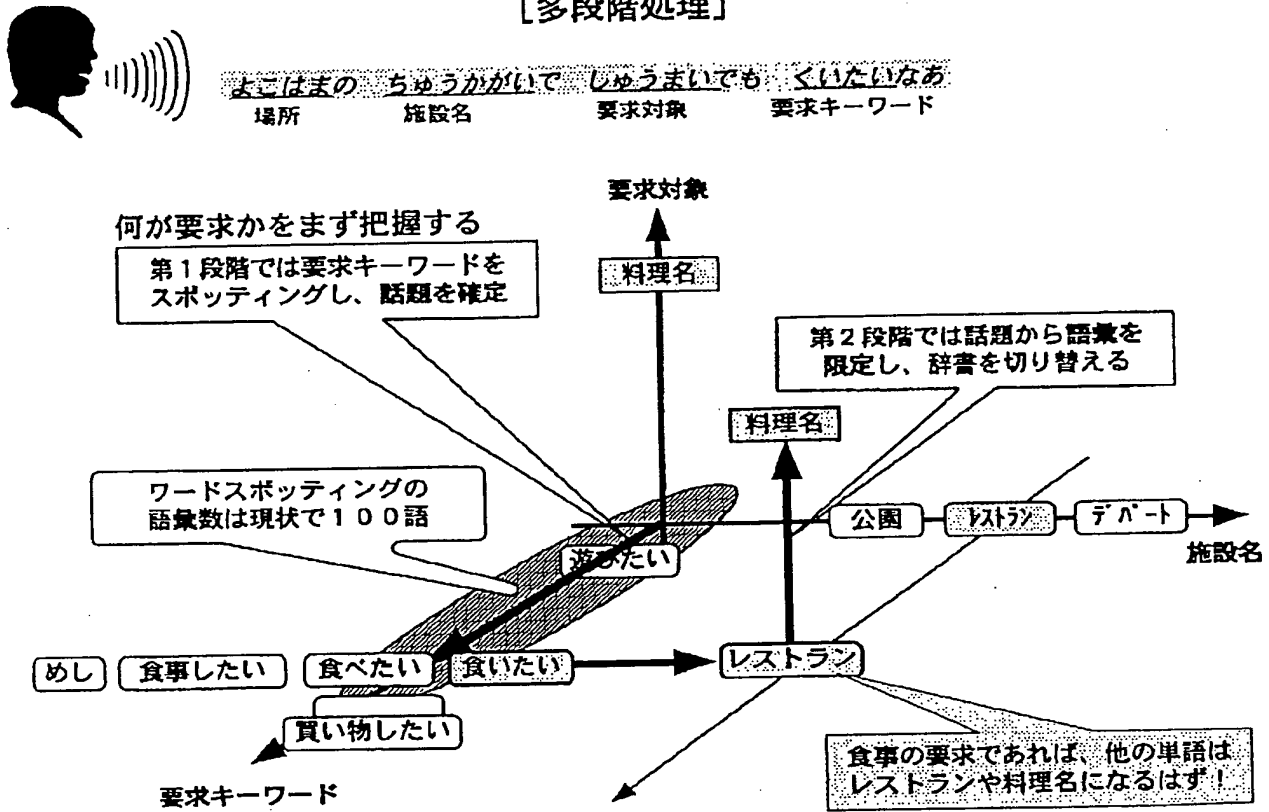 [多段階処理]
よこはまの ちゅうかがいで しゅうまいでも くいたいなあ
場所 施設名 要求対象 要求キーワード
要求対象
何が要求かをまず把握する
第1段階では要求キーワードを
スポッティングし、話題を確定
料理名
第2段階では話題から語彙を
限定し、辞書を切り替える
料理名
ワードスポッティングの
語彙数は現状で100語
公園 レストラン デパート
施設名
遊びたい
めし 食事したい 食べたい 食いたい レストラン
買い物したい
要求キーワード
食事の要求であれば、他の単語は
レストランや料理名になるはず!